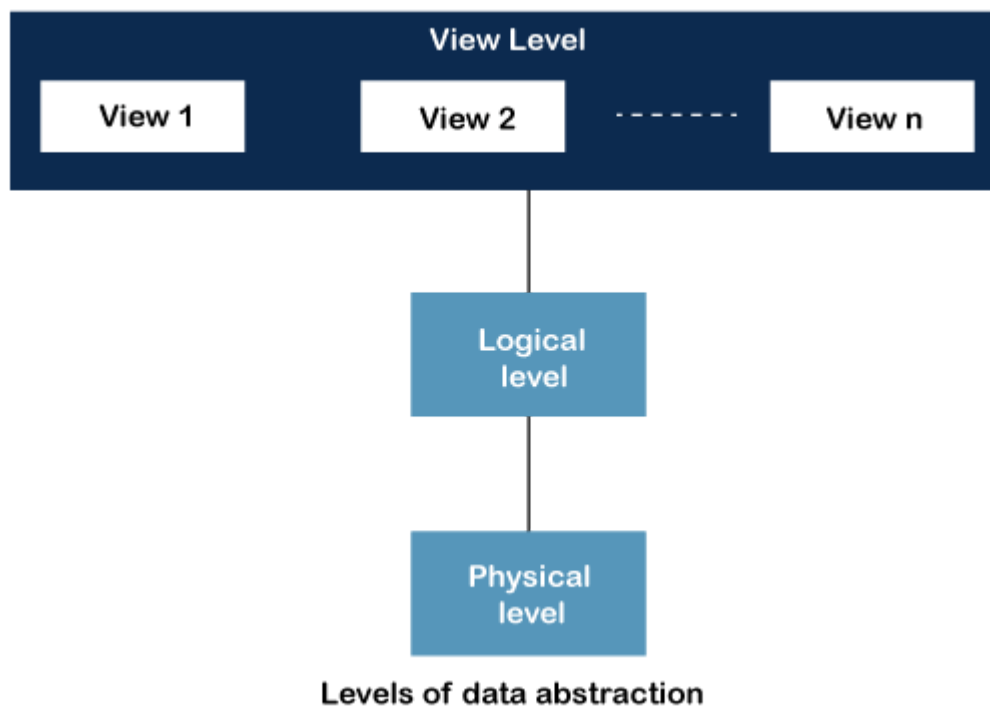 View Level
View 1
View 2
View n
Logical
level
Physical
level
Levels of data abstraction